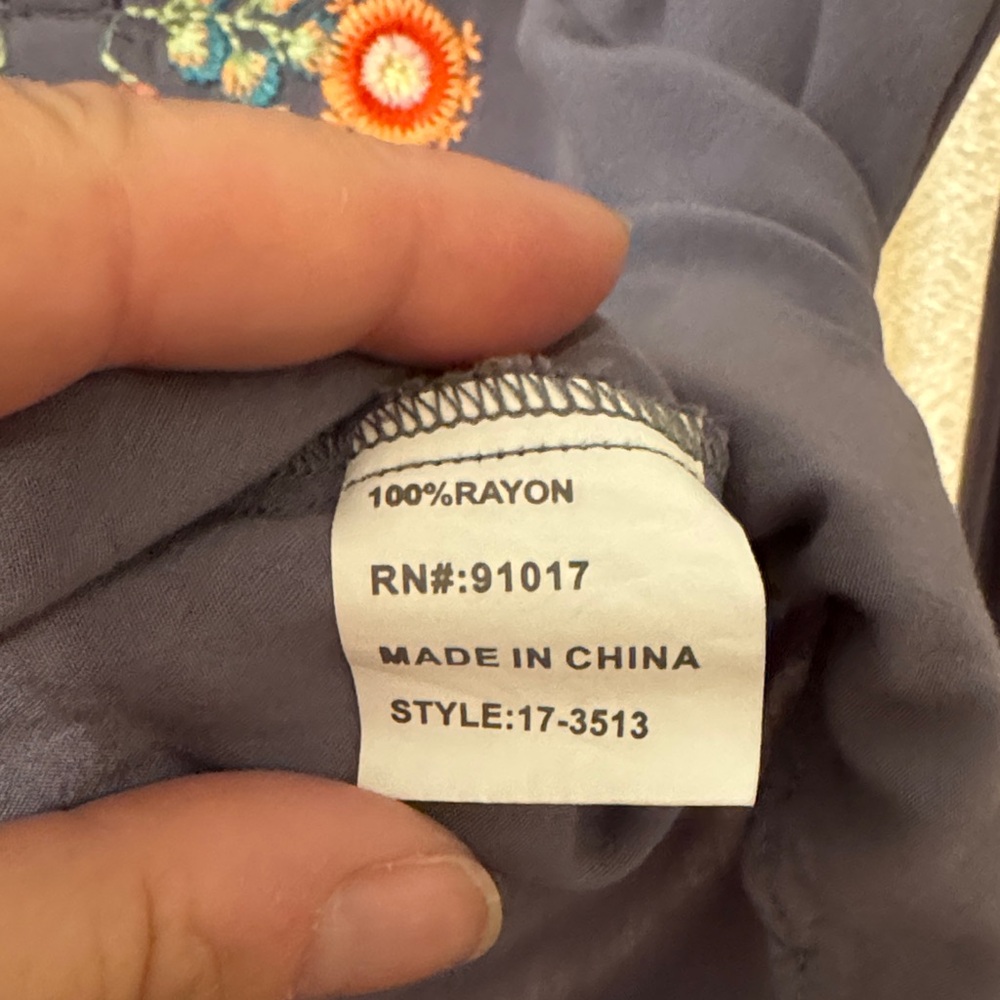 100%RAYON
RN#:91017
MADE IN CHINA
STYLE:17-3513